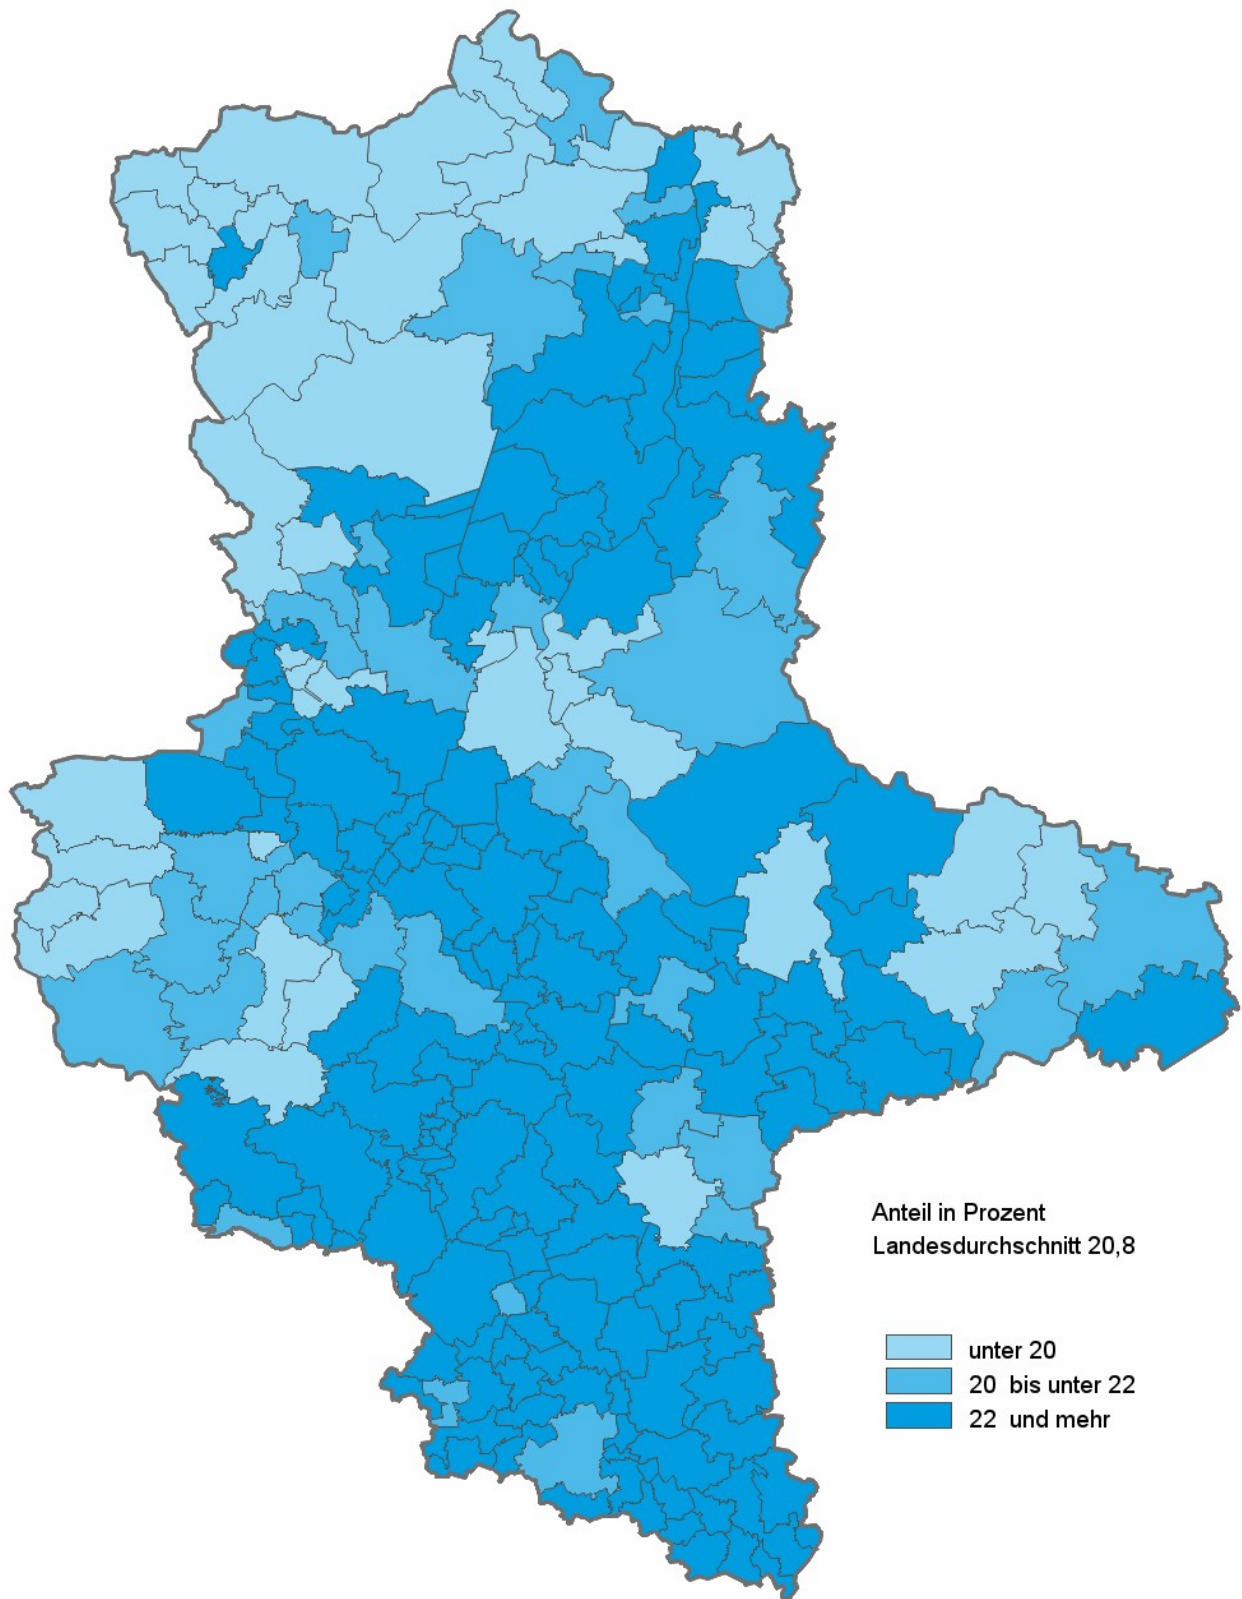 Anteil in Prozent
Landesdurchschnitt 20,8
unter 20
20 bis unter 22
22 und mehr